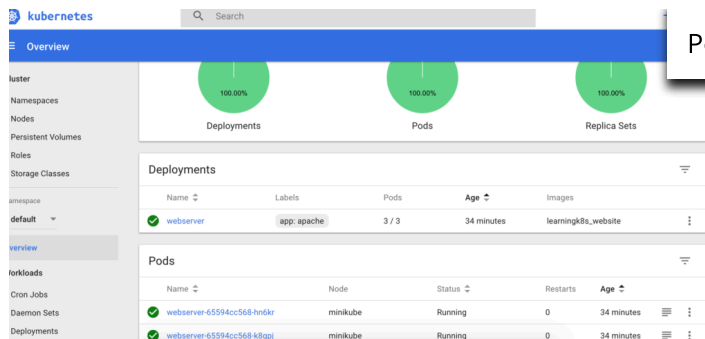 kubernetes
Search
Overview
luster
Namespaces
Nodes
Persistent Volumes
Roles
Storage Classes
amespace
default
verview
Vorkloads
Cron Jobs
Daemon Sets
Deployments
100.00%
100.00%
100.00%
Deployments
Pods
Replica Sets
Deployments
Name Labels Pods Age Images
webserver app: apache 3 / 3 34 minutes learningk8s_website
Pods
Name Node Status Restarts Age
webserver-65594cc568-hn6kr minikube Running 0 34 minutes
webserver-65594cc568-k8qpj minikube Running 0 34 minutes